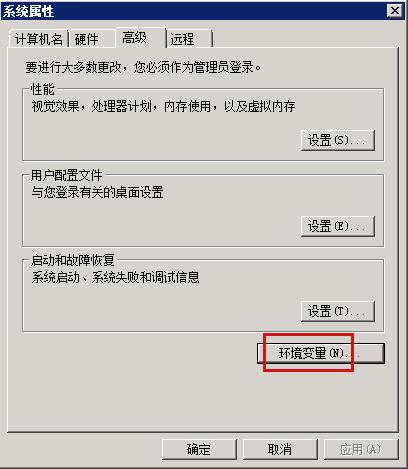 系统属性
计算机名 硬件 高级 远程
要进行大多数更改，您必须作为管理员登录。
性能
视觉效果，处理器计划，内存使用，以及虚拟内存
设置(S)...
用户配置文件
与您登录有关的桌面设置
设置(E)...
启动和故障恢复
系统启动、系统失败和调试信息
设置(T)...
环境变量(N)...
确定 取消 应用(A)